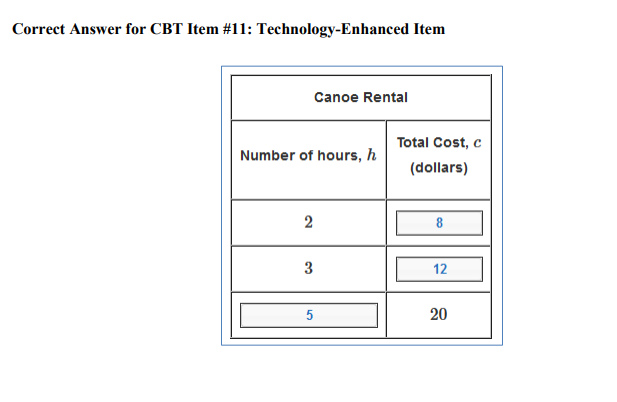 Correct Answer for CBT Item #11: Technology-Enhanced Item
Canoe Rental
Number of hours, h
Total Cost, c
(dollars)
2
8
3
12
5
20